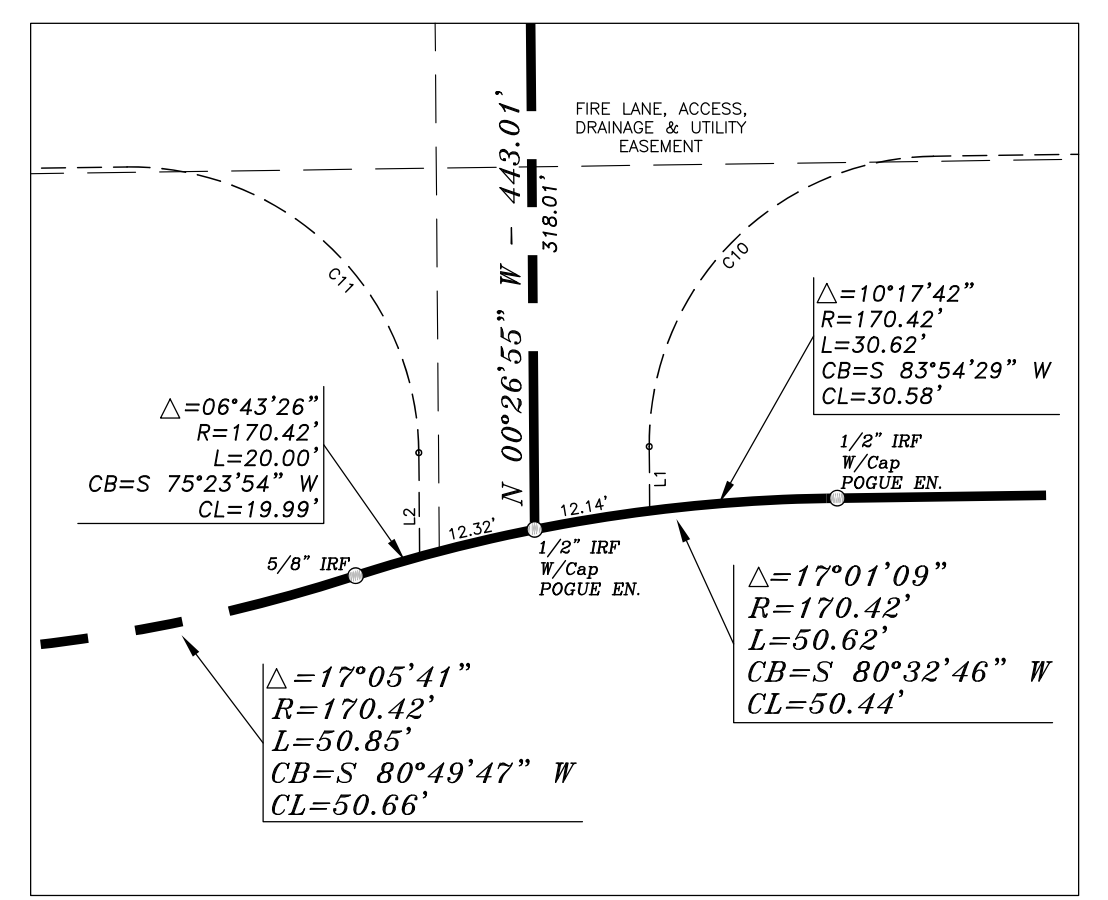 FIRE LANE, ACCESS,
DRAINAGE & UTILITY
EASEMENT
N 00°26'55" W - 443.01'
318.01'
C11
C10
△=10°17'42"
R=170.42'
L=30.62'
CB=S 83°54'29" W
CL=30.58'
△=06°43'26"
R=170.42'
L=20.00'
CB=S 75°23'54" W
CL=19.99'
1/2" IRF
W/Cap
POGUE EN.
L1
L2
12.32'
12.14'
5/8" IRF
1/2" IRF
W/Cap
POGUE EN.
△=17°01'09"
R=170.42'
L=50.62'
CB=S 80°32'46" W
CL=50.44'
△=17°05'41"
R=170.42'
L=50.85'
CB=S 80°49'47" W
CL=50.66'